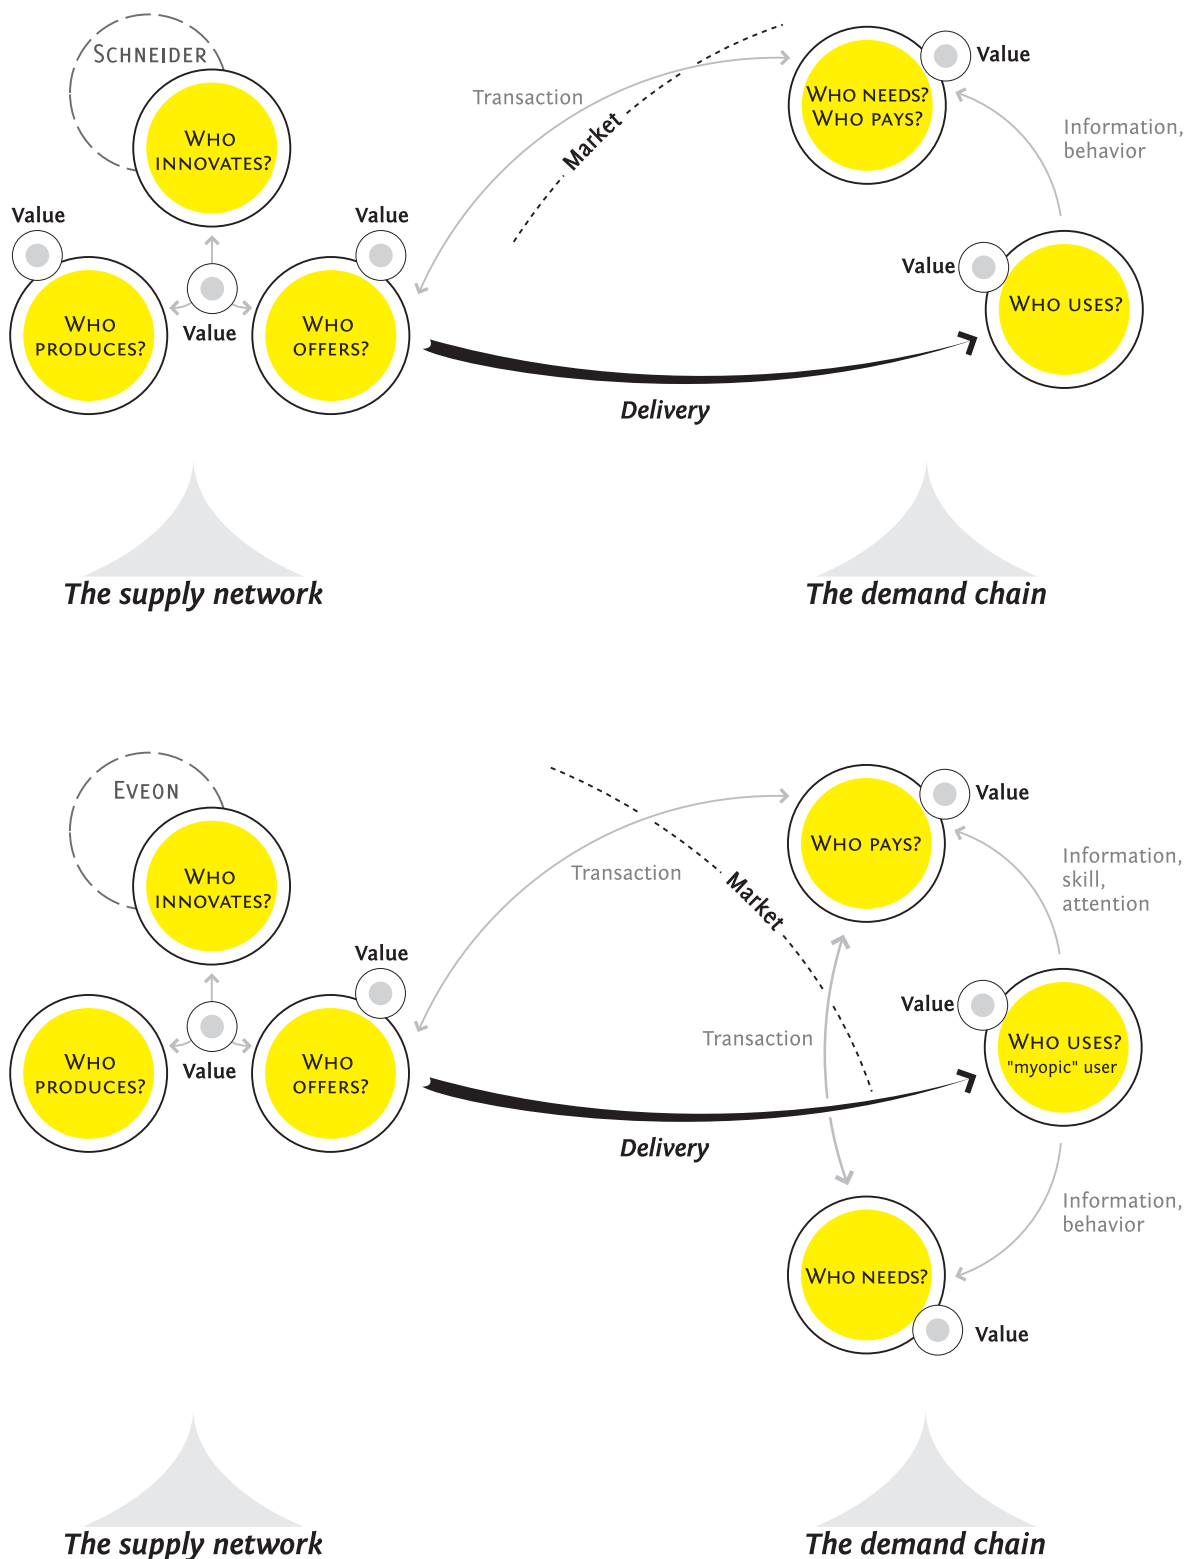 SCHNEIDER
WHO
INNOVATES?
Value
WHO
PRODUCES?
Value
Value
WHO
OFFERS?
Transaction
Market
WHO NEEDS?
WHO PAYS?
Value
Information,
behavior
Value
WHO USES?
Delivery
The supply network
The demand chain
EVEON
WHO
INNOVATES?
WHO
PRODUCES?
Value
Value
WHO
OFFERS?
Transaction
Market
WHO PAYS?
Value
Information,
skill,
attention
Value
WHO USES?
"myopic" user
Transaction
Delivery
Information,
behavior
WHO NEEDS?
Value
The supply network
The demand chain